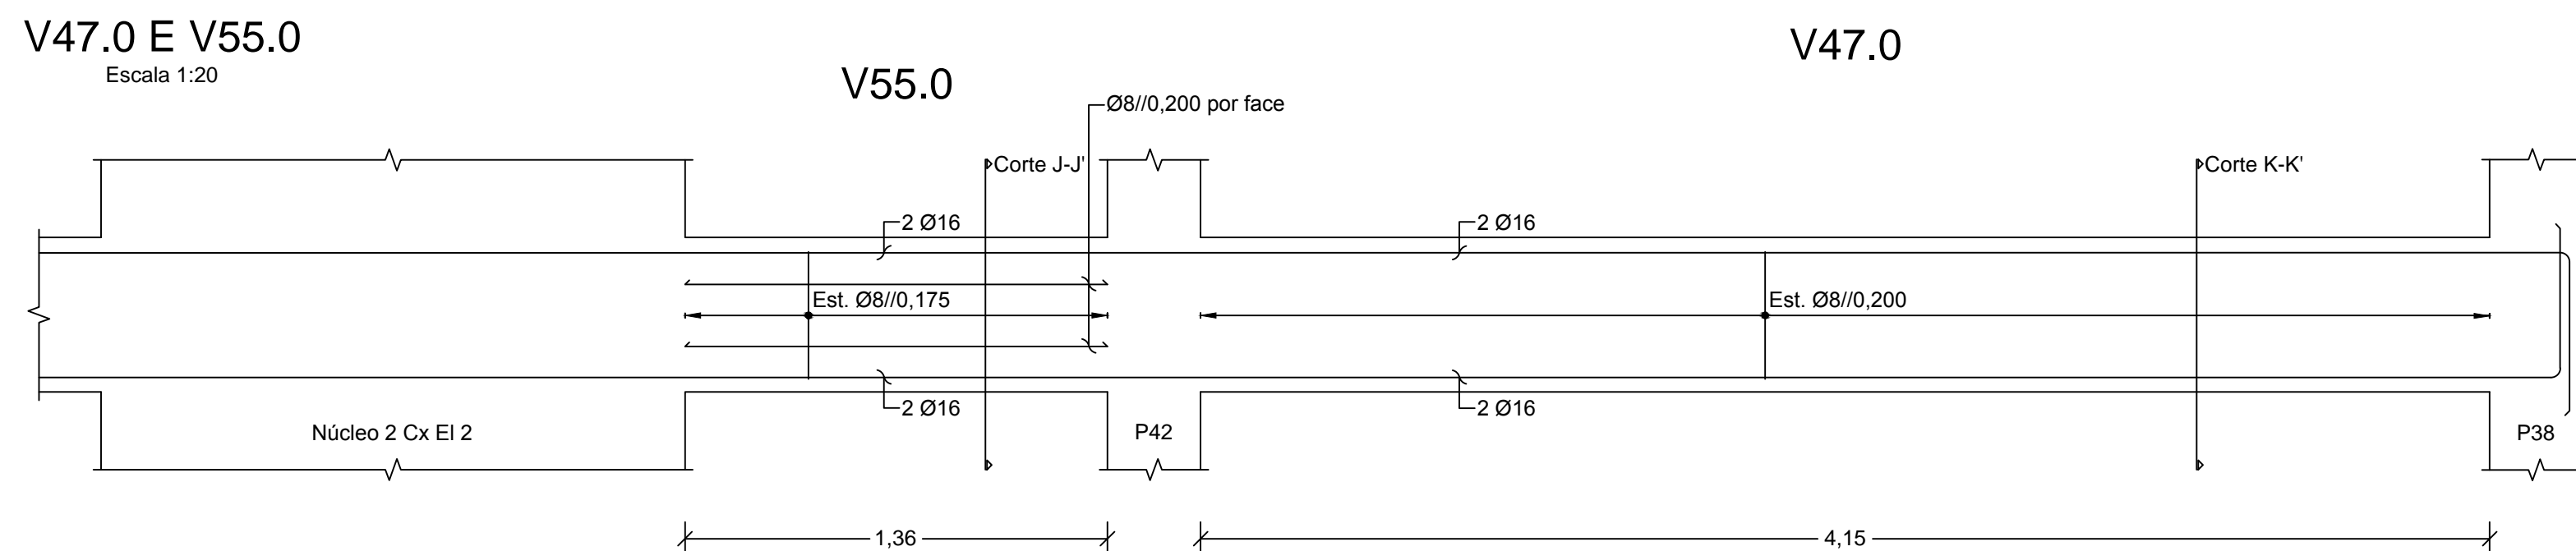 V47.0 E V55.0
Escala 1:20
V55.0
V47.0
Ø8//0,200 por face
Corte J-J'
Corte K-K'
2 Ø16
2 Ø16
Est. Ø8//0,175
Est. Ø8//0,200
2 Ø16
2 Ø16
Núcleo 2 Cx El 2
P42
P38
1,36
4,15